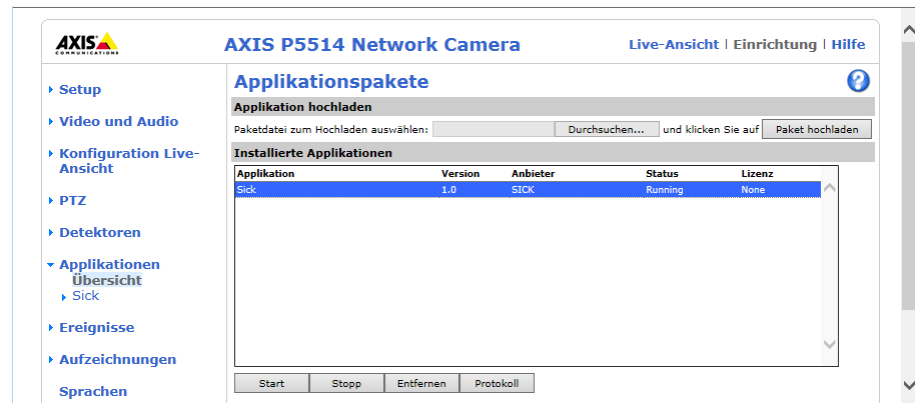 AXIS
COMMUNICATIONS
AXIS P5514 Network Camera
Live-Ansicht | Einrichtung | Hilfe
Setup
Video und Audio
Konfiguration Live-
Ansicht
PTZ
Detektoren
Applikationen
Übersicht
Sick
Ereignisse
Aufzeichnungen
Sprachen
Applikationspakete
?
Applikation hochladen
Paketdatei zum Hochladen auswählen: Durchsuchen... und klicken Sie auf Paket hochladen
Installierte Applikationen
Applikation Version Anbieter Status Lizenz
Sick 1.0 SICK Running None
Start Stopp Entfernen Protokoll